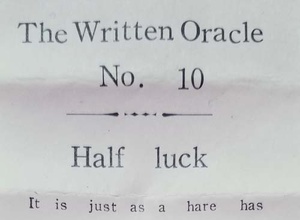 The Written Oracle
No. 10
Half luck
It is just as a hare has